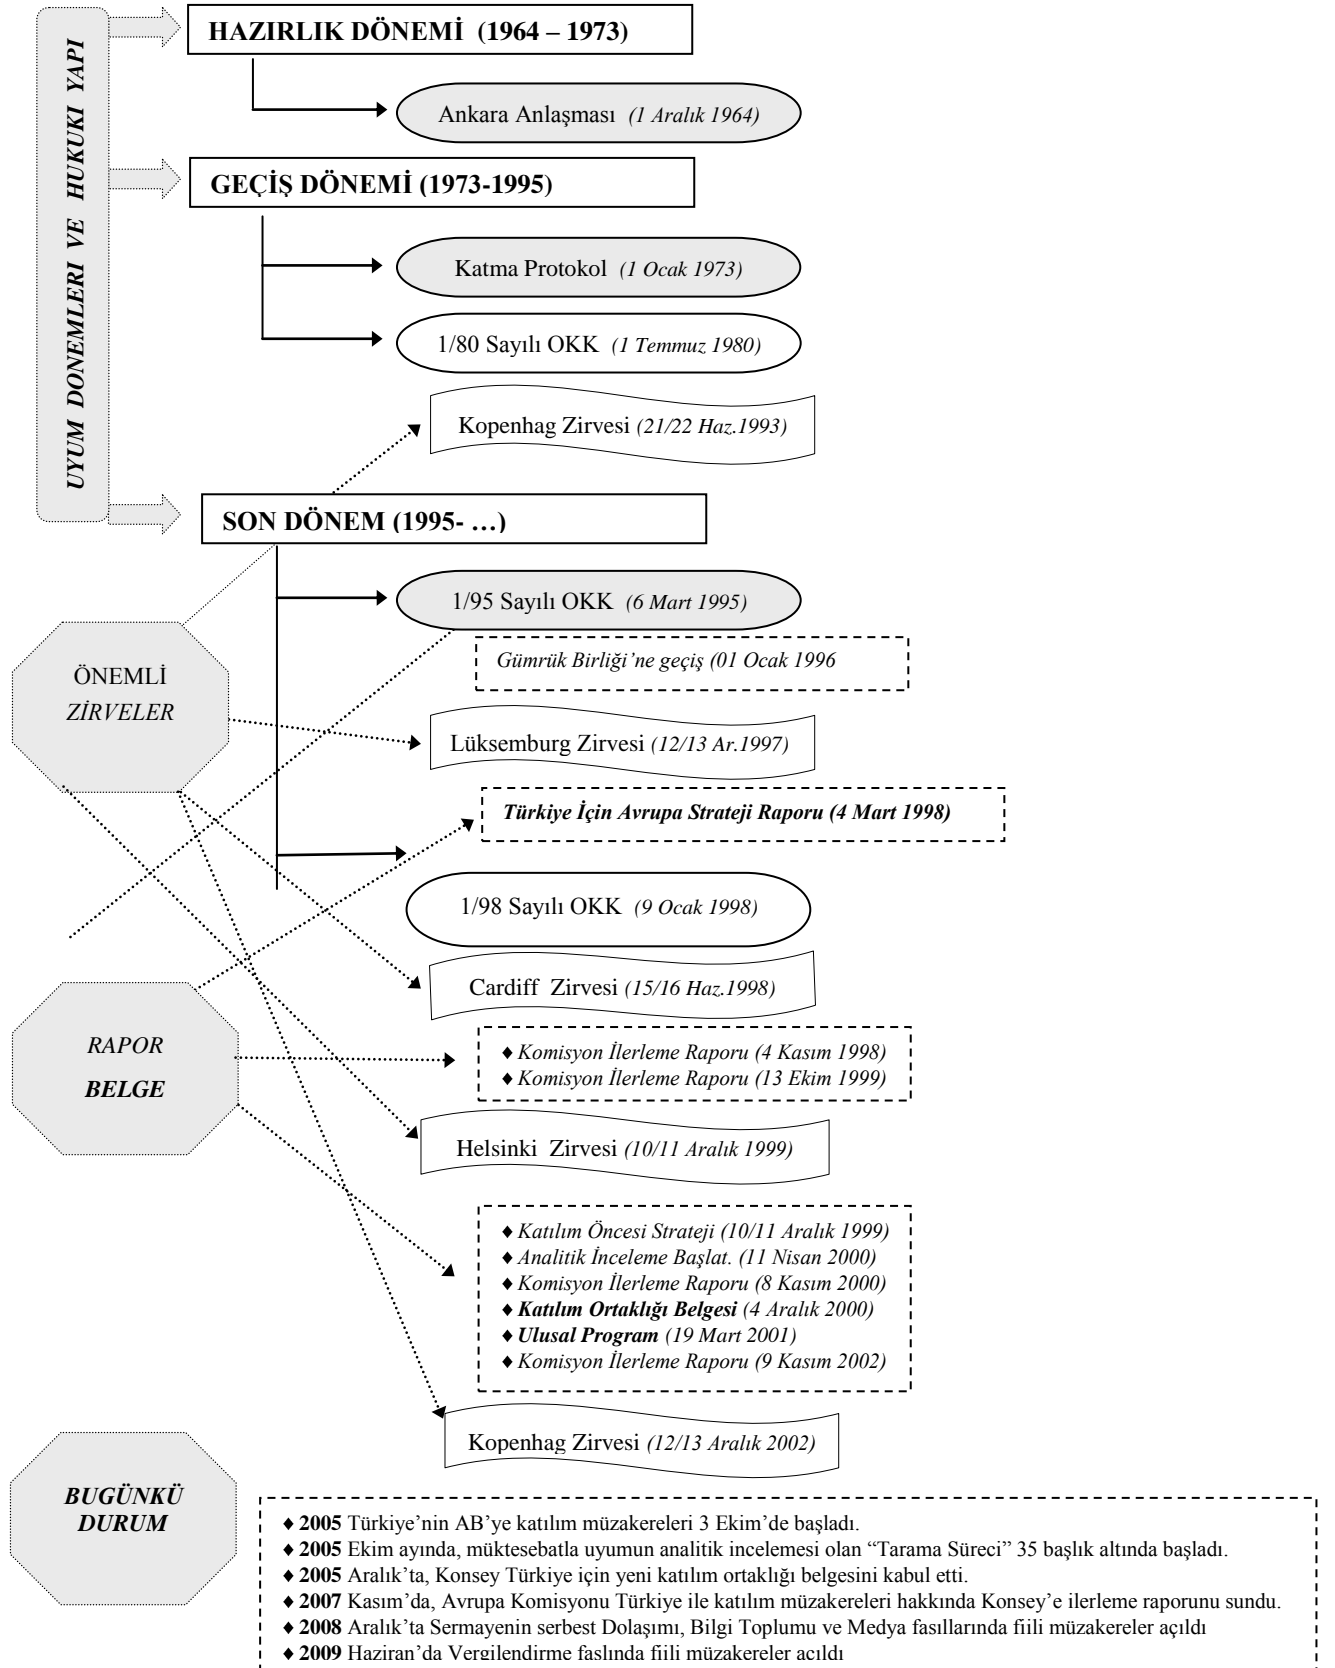 UYUM DONEMLERI VE HUKUKI YAPI
HAZIRLIK DÖNEMİ (1964 – 1973)
Ankara Anlaşması (1 Aralık 1964)
GEÇİŞ DÖNEMİ (1973-1995)
Katma Protokol (1 Ocak 1973)
1/80 Sayılı OKK (1 Temmuz 1980)
Kopenhag Zirvesi (21/22 Haz.1993)
SON DÖNEM (1995- …)
1/95 Sayılı OKK (6 Mart 1995)
Gümrük Birliği’ne geçiş (01 Ocak 1996
ÖNEMLİ
ZİRVELER
Lüksemburg Zirvesi (12/13 Ar.1997)
Türkiye İçin Avrupa Strateji Raporu (4 Mart 1998)
1/98 Sayılı OKK (9 Ocak 1998)
Cardiff Zirvesi (15/16 Haz.1998)
RAPOR
BELGE
♦ Komisyon İlerleme Raporu (4 Kasım 1998)
♦ Komisyon İlerleme Raporu (13 Ekim 1999)
Helsinki Zirvesi (10/11 Aralık 1999)
♦ Katılım Öncesi Strateji (10/11 Aralık 1999)
♦ Analitik İnceleme Başlat. (11 Nisan 2000)
♦ Komisyon İlerleme Raporu (8 Kasım 2000)
♦ Katılım Ortaklığı Belgesi (4 Aralık 2000)
♦ Ulusal Program (19 Mart 2001)
♦ Komisyon İlerleme Raporu (9 Kasım 2002)
Kopenhag Zirvesi (12/13 Aralık 2002)
BUGÜNKÜ
DURUM
♦ 2005 Türkiye’nin AB’ye katılım müzakereleri 3 Ekim’de başladı.
♦ 2005 Ekim ayında, müktesebatla uyumun analitik incelemesi olan “Tarama Süreci” 35 başlık altında başladı.
♦ 2005 Aralık’ta, Konsey Türkiye için yeni katılım ortaklığı belgesini kabul etti.
♦ 2007 Kasım’da, Avrupa Komisyonu Türkiye ile katılım müzakereleri hakkında Konsey’e ilerleme raporunu sundu.
♦ 2008 Aralık’ta Sermayenin serbest Dolaşımı, Bilgi Toplumu ve Medya fasıllarında fiili müzakereler açıldı
♦ 2009 Haziran’da Vergilendirme faslında fiili müzakereler açıldı